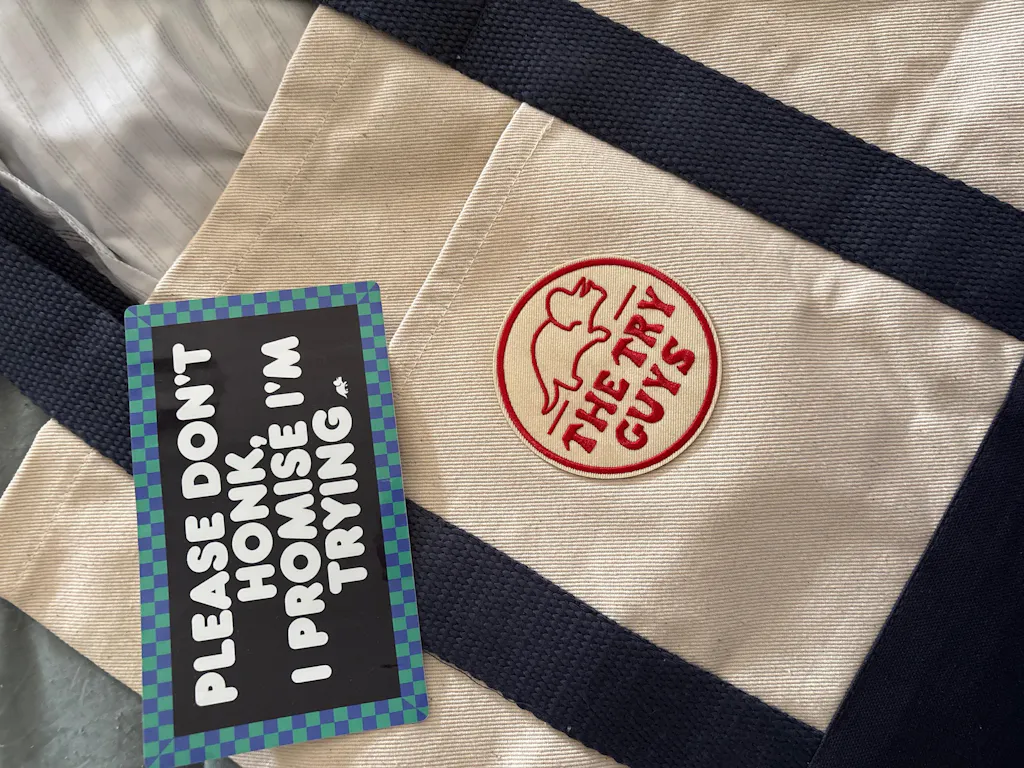 PLEASE DON'T
HONK,
I PROMISE I'M
TRYING
THE TRY
GUYS